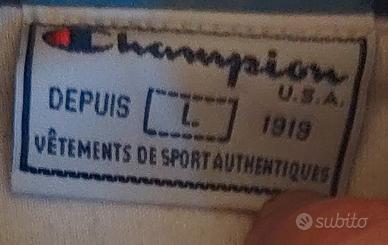 Champion
U.S.A.
DEPUIS L 1919
VÊTEMENTS DE SPORT AUTHENTIQUES
subito